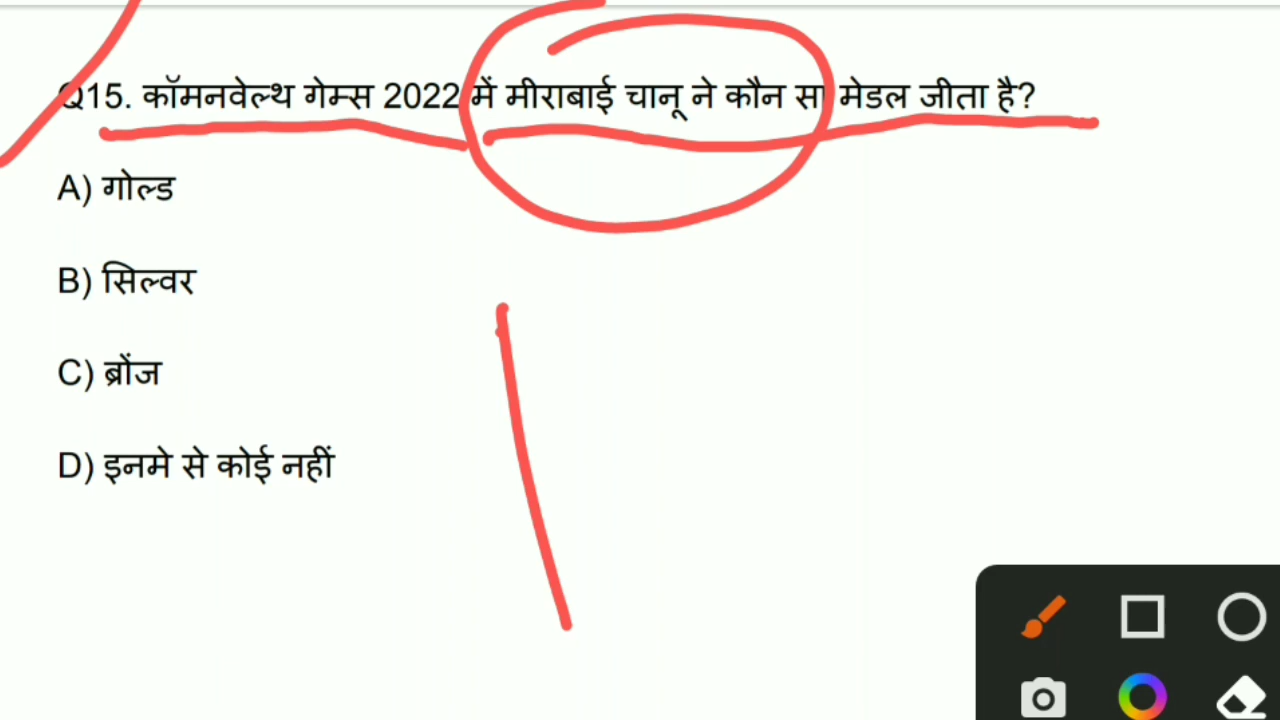 Q15. कॉमनवेल्थ गेम्स 2022 में मीराबाई चानू ने कौन सा मेडल जीता है?
A) गोल्ड
B) सिल्वर
C) ब्रोंज
D) इनमे से कोई नहीं